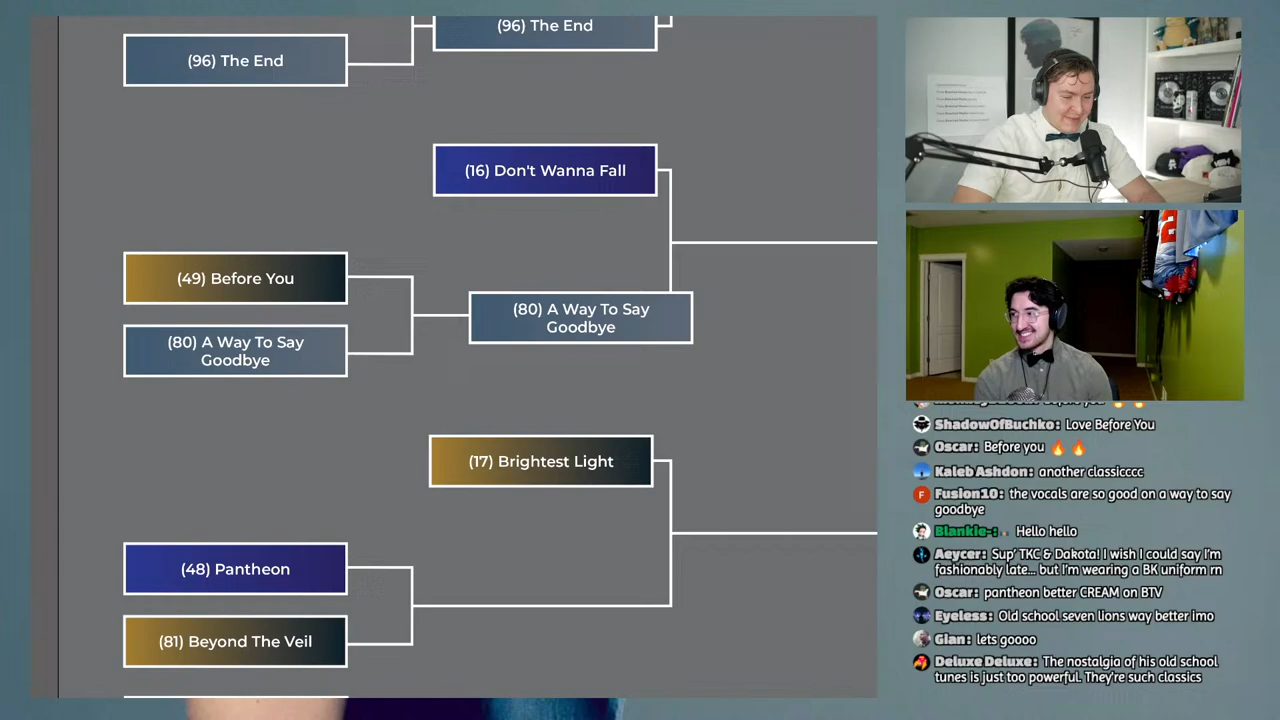 (96) The End
(96) The End
(16) Don't Wanna Fall
(49) Before You
(80) A Way To Say
Goodbye
(80) A Way To Say
Goodbye
(17) Brightest Light
(48) Pantheon
(81) Beyond The Veil
ShadowOfBuchko: Love Before You
Oscar: Before you 🔥 🔥
Kaleb Ashdon: another classicccc
Fusion10: the vocals are so good on a way to say
goodbye
Blankie-: Hello hello
Aeycer: Sup' TKC & Dakota! I wish I could say I'm
fashionably late... but I'm wearing a BK uniform rn
Oscar: pantheon better CREAM on BTV
Eyeless: Old school seven lions way better imo
Gian: lets goooo
Deluxe Deluxe: The nostalgia of his old school
tunes is just too powerful. They're such classics